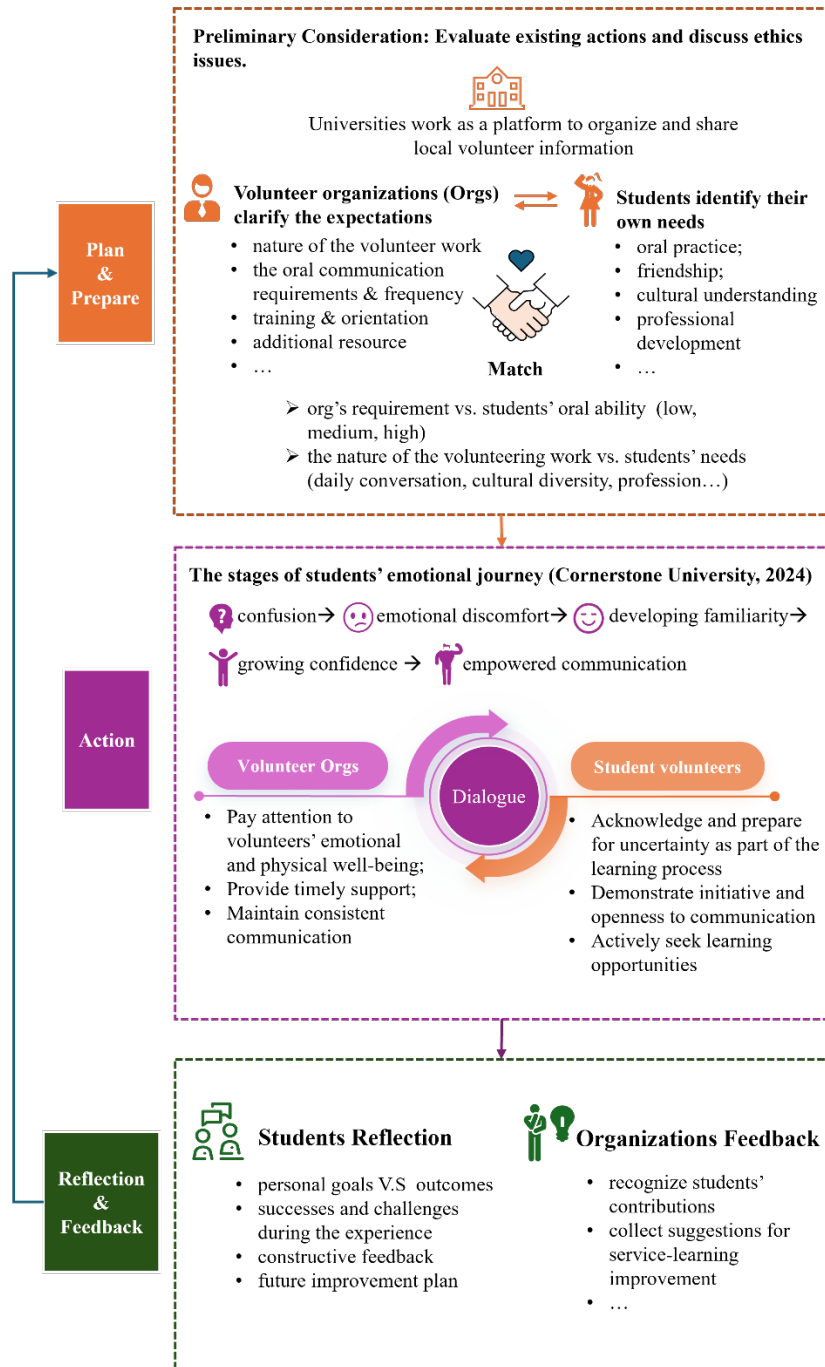 Preliminary Consideration: Evaluate existing actions and discuss ethics
issues.
Universities work as a platform to organize and share
local volunteer information
Volunteer organizations (Orgs)
clarify the expectations
• nature of the volunteer work
• the oral communication
requirements & frequency
• training & orientation
• additional resource
• …
Students identify their
own needs
• oral practice;
• friendship;
• cultural understanding
• professional
development
• …
Match
➢ org's requirement vs. students' oral ability (low,
medium, high)
➢ the nature of the volunteering work vs. students' needs
(daily conversation, cultural diversity, profession…)
Plan
&
Prepare
The stages of students' emotional journey (Cornerstone University, 2024)
? confusion→ emotional discomfort→ developing familiarity→
growing confidence → empowered communication
Action
Volunteer Orgs
Dialogue
Student volunteers
• Pay attention to
volunteers' emotional
and physical well-being;
• Provide timely support;
• Maintain consistent
communication
• Acknowledge and prepare
for uncertainty as part of the
learning process
• Demonstrate initiative and
openness to communication
• Actively seek learning
opportunities
Reflection
&
Feedback
Students Reflection
• personal goals V.S outcomes
• successes and challenges
during the experience
• constructive feedback
• future improvement plan
Organizations Feedback
• recognize students'
contributions
• collect suggestions for
service-learning
improvement
• …